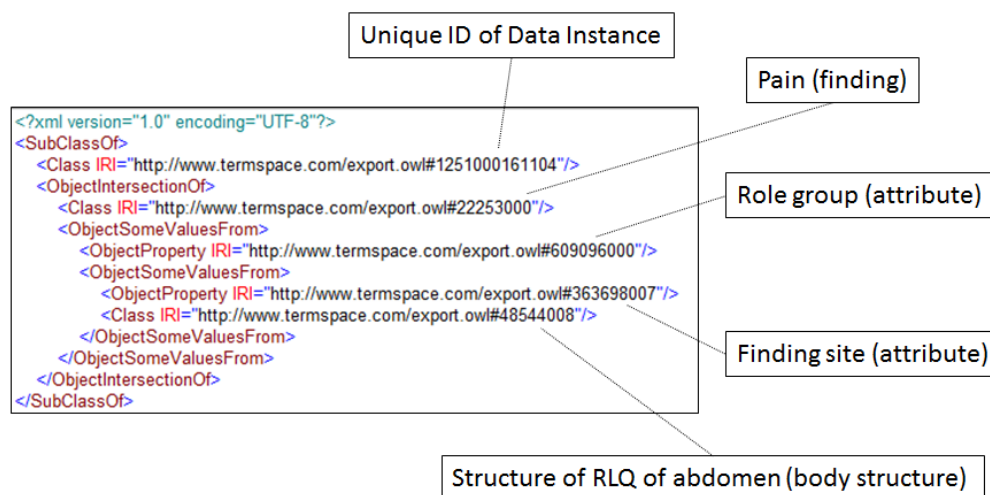 Unique ID of Data Instance
Pain (finding)
<?xml version="1.0" encoding="UTF-8"?>
<SubClassOf>
<Class IRI="http://www.termspace.com/export.owl#1251000161104"/>
<ObjectIntersectionOf>
<Class IRI="http://www.termspace.com/export.owl#22253000"/>
<ObjectSomeValuesFrom>
<ObjectProperty IRI="http://www.termspace.com/export.owl#609096000"/>
<ObjectSomeValuesFrom>
<ObjectProperty IRI="http://www.termspace.com/export.owl#363698007"/>
<Class IRI="http://www.termspace.com/export.owl#48544008"/>
</ObjectSomeValuesFrom>
</ObjectSomeValuesFrom>
</ObjectIntersectionOf>
</SubClassOf>
Role group (attribute)
Finding site (attribute)
Structure of RLQ of abdomen (body structure)